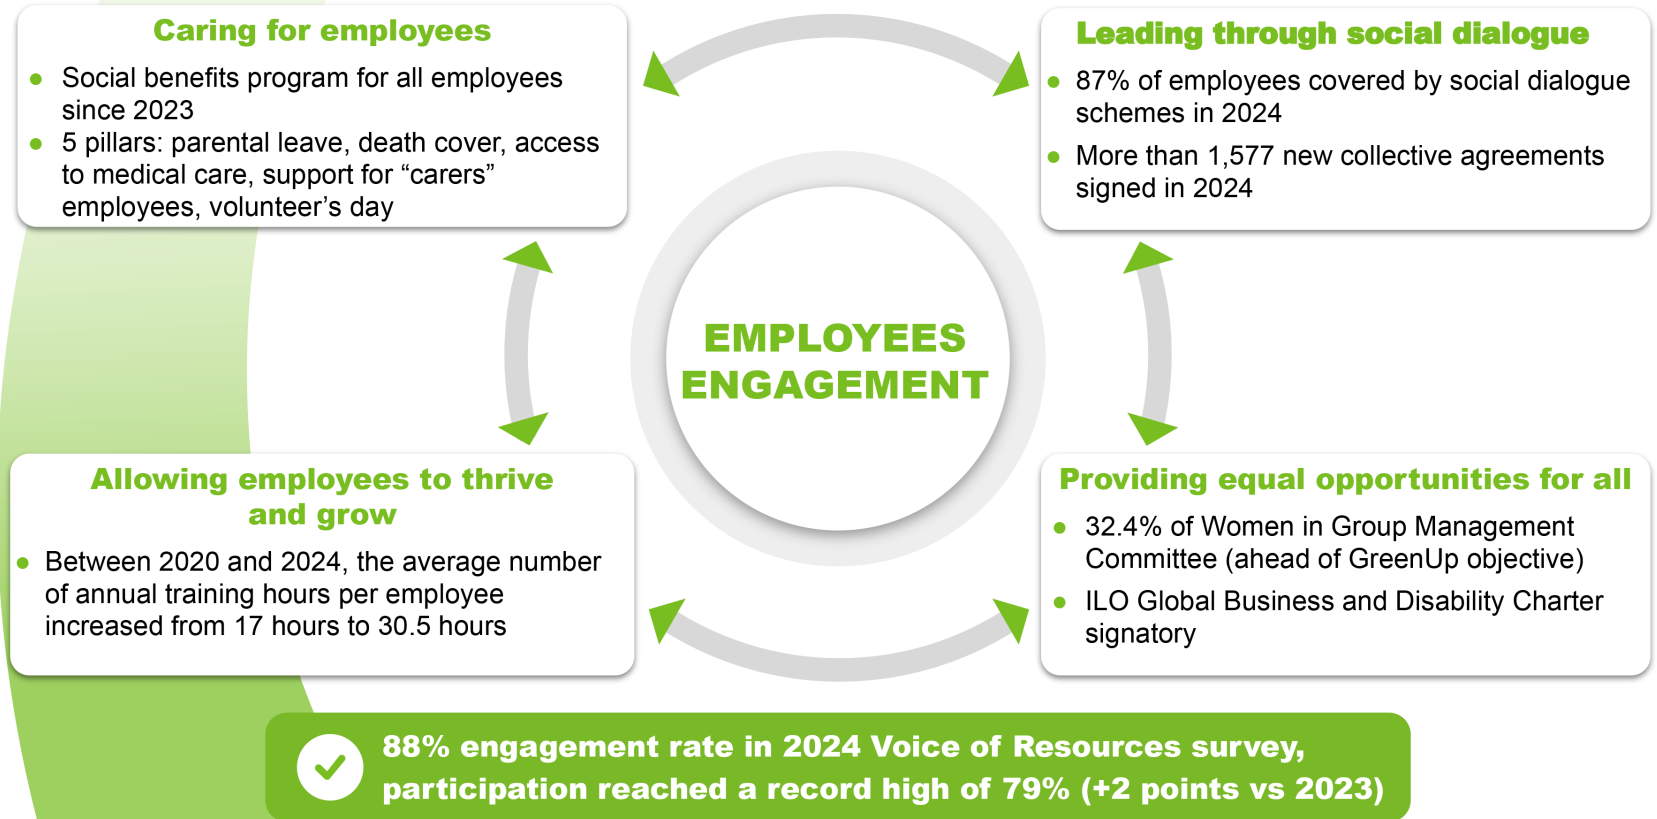 Caring for employees
● Social benefits program for all employees
since 2023
● 5 pillars: parental leave, death cover, access
to medical care, support for “carers”
employees, volunteer’s day
Leading through social dialogue
● 87% of employees covered by social dialogue
schemes in 2024
● More than 1,577 new collective agreements
signed in 2024
EMPLOYEES
ENGAGEMENT
Allowing employees to thrive
and grow
● Between 2020 and 2024, the average number
of annual training hours per employee
increased from 17 hours to 30.5 hours
Providing equal opportunities for all
● 32.4% of Women in Group Management
Committee (ahead of GreenUp objective)
● ILO Global Business and Disability Charter
signatory
88% engagement rate in 2024 Voice of Resources survey,
participation reached a record high of 79% (+2 points vs 2023)